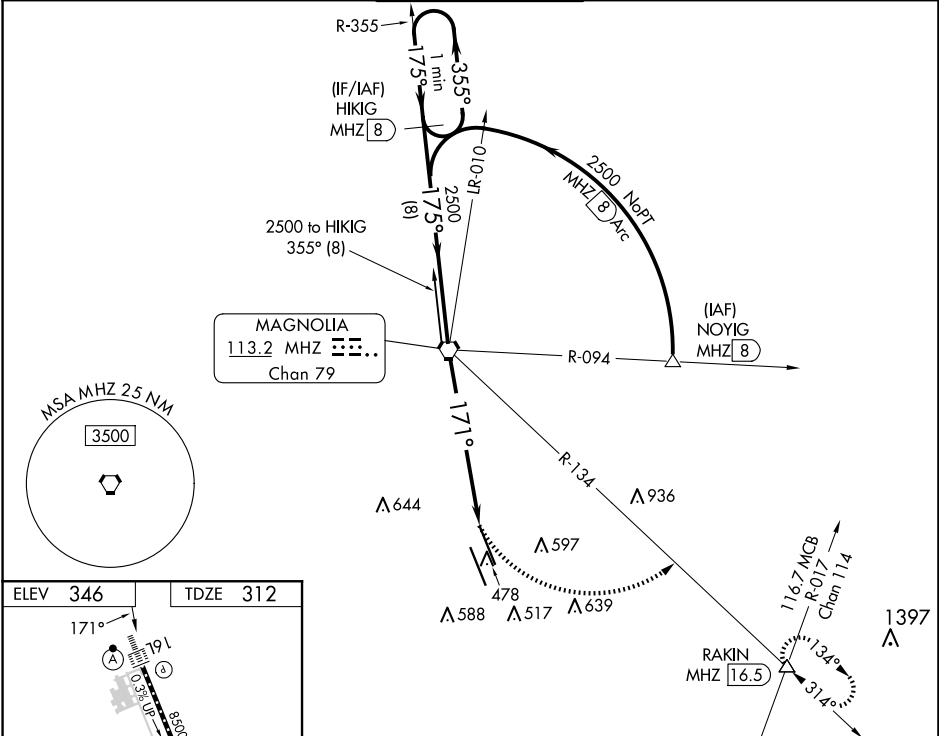 R-355
175°
1 min
355°
(IF/IAF)
HIKIG
MHZ 8
LR-010
2500 NoPT
MHZ 8 Arc
2500
175°
(8)
2500 to HIKIG
355° (8)
MAGNOLIA
113.2 MHZ
Chan 79
(IAF)
NOYIG
MHZ 8
R-094
MSA MHZ 25 NM
3500
171°
R-134
644
936
597
478
588
517
639
116.7 MCB
R-017
Chan 114
1397
RAKIN
MHZ 16.5
134°
314°
ELEV 346
TDZE 312
171°
16L
A
P
0.3% UP
8500